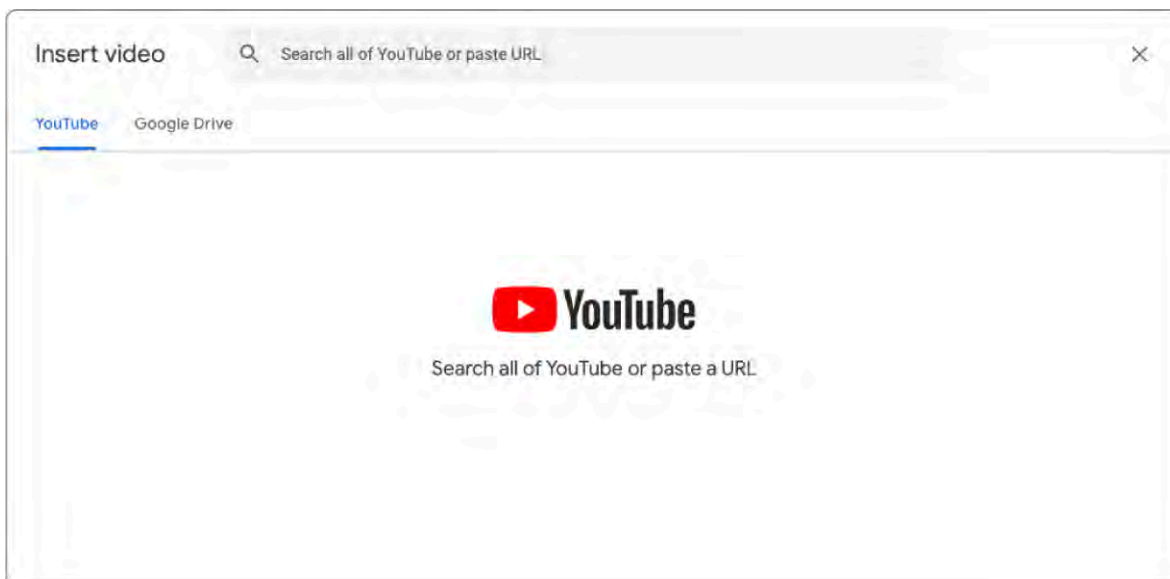 Insert video
Search all of YouTube or paste URL
YouTube
Google Drive
YouTube
Search all of YouTube or paste a URL